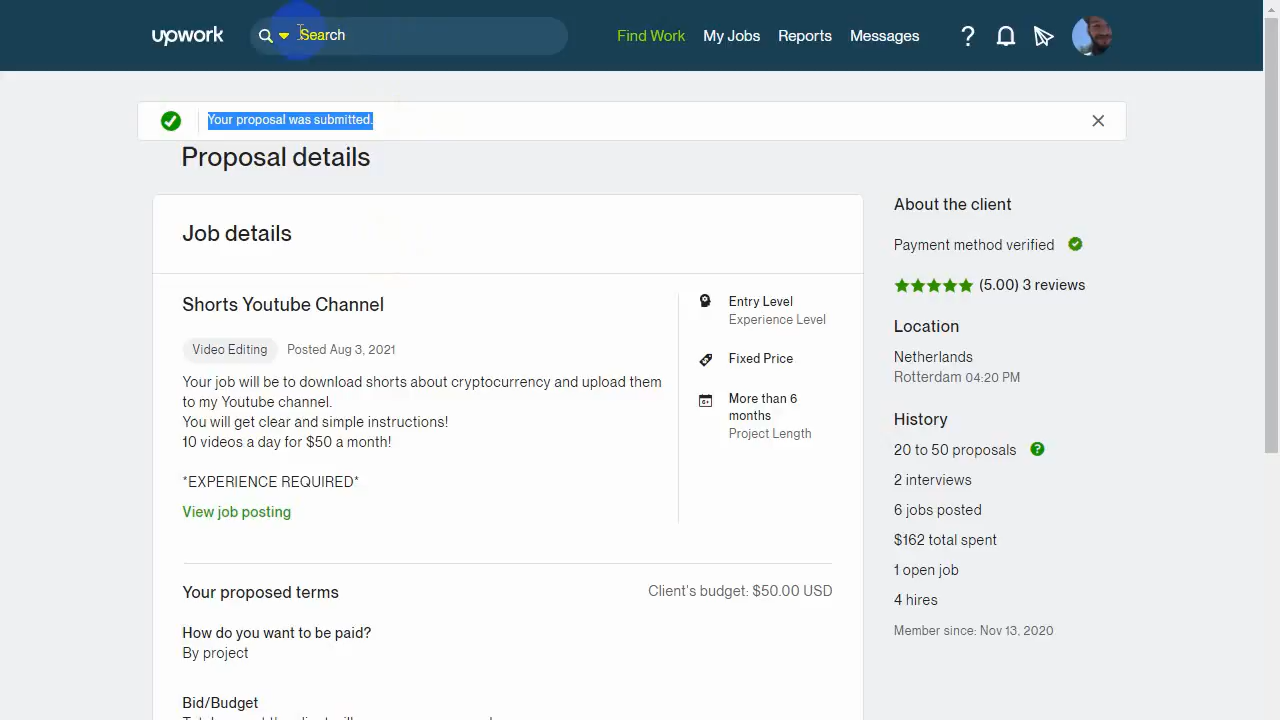 upwork
Search
Find Work
My Jobs
Reports
Messages
?
Your proposal was submitted.
Proposal details
Job details
Shorts Youtube Channel
Video Editing
Posted Aug 3, 2021
Your job will be to download shorts about cryptocurrency and upload them
to my Youtube channel.
You will get clear and simple instructions!
10 videos a day for $50 a month!
*EXPERIENCE REQUIRED*
View job posting
Entry Level
Experience Level
Fixed Price
More than 6
months
Project Length
Your proposed terms
Client's budget: $50.00 USD
How do you want to be paid?
By project
Bid/Budget
About the client
Payment method verified
(5.00) 3 reviews
Location
Netherlands
Rotterdam 04:20 PM
History
20 to 50 proposals
?
2 interviews
6 jobs posted
$162 total spent
1 open job
4 hires
Member since: Nov 13, 2020